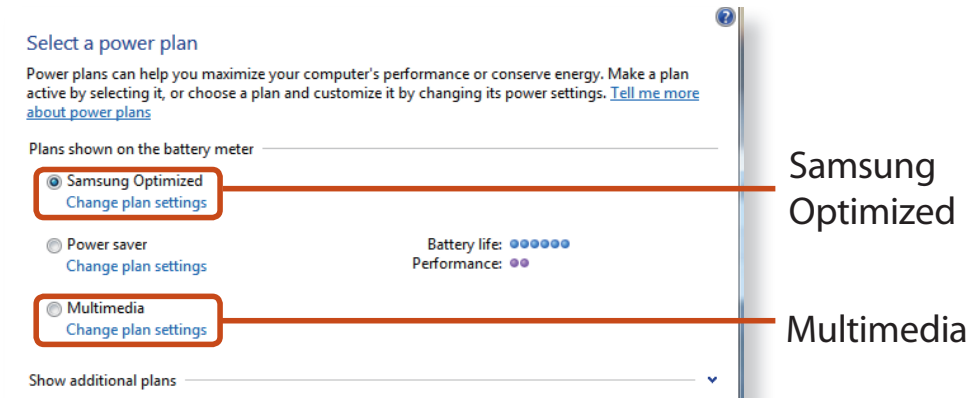 Select a power plan
Power plans can help you maximize your computer's performance or conserve energy. Make a plan
active by selecting it, or choose a plan and customize it by changing its power settings. Tell me more
about power plans
Plans shown on the battery meter
Samsung Optimized
Change plan settings
Samsung
Optimized
Power saver
Battery life:
Change plan settings
Performance:
Multimedia
Change plan settings
Multimedia
Show additional plans